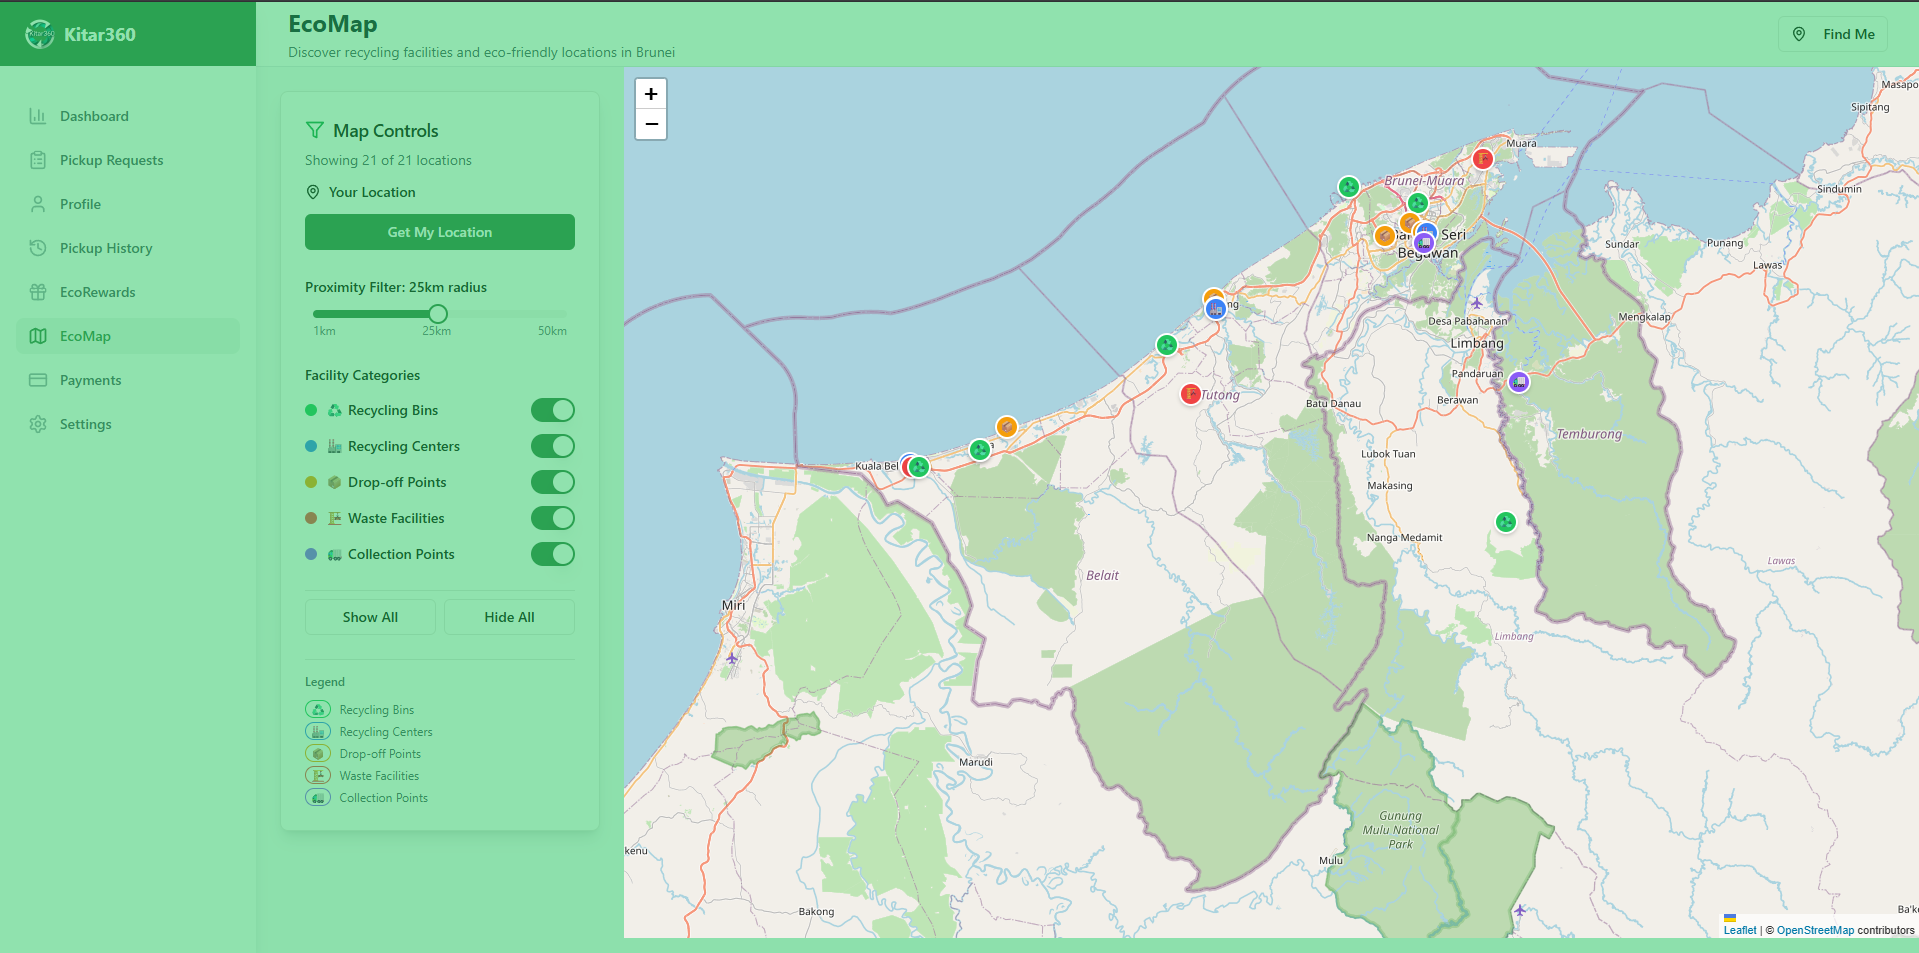 Kitar360
Dashboard
Pickup Requests
Profile
Pickup History
EcoRewards
EcoMap
Payments
Settings
EcoMap
Discover recycling facilities and eco-friendly locations in Brunei
Find Me
Map Controls
Showing 21 of 21 locations
Your Location
Get My Location
Proximity Filter: 25km radius
1km 25km 50km
Facility Categories
Recycling Bins
Recycling Centers
Drop-off Points
Waste Facilities
Collection Points
Show All Hide All
Legend
Recycling Bins
Recycling Centers
Drop-off Points
Waste Facilities
Collection Points
+
−
Masapo
Sipitang
Muara
Brunei-Muara
Sindumin
Seri
Begawan
Sundar
Punang
Lawas
ng
Desa Pabahanan
Mengkalap
Limbang
Pandaruan
Tutong
Batu Danau
Berawan
Temburong
a
Kuala Bel
Lubok Tuan
Makasing
Nanga Medamit
Lawas
Belait
Miri
Limbang
Marudi
Gunung
Mulu National
Park
kenu
Mulu
Bakong
Ba'k
Leaflet | © OpenStreetMap contributors